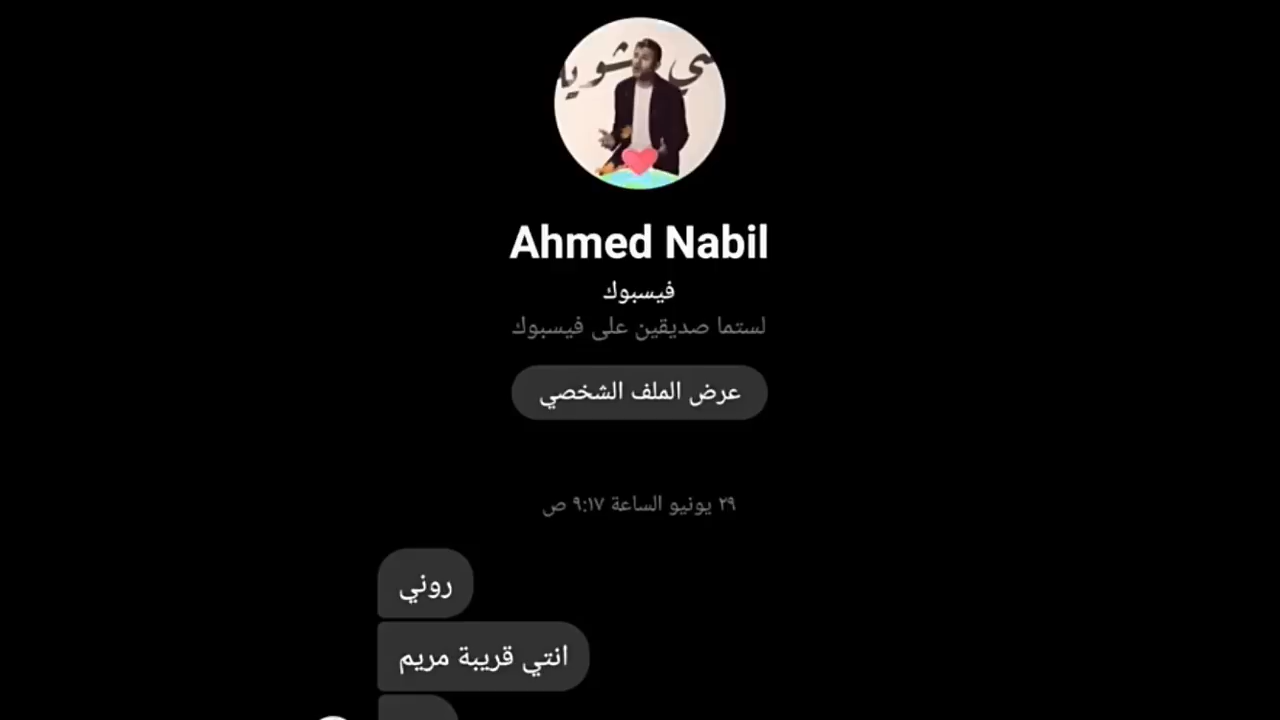 شويه
Ahmed Nabil
فيسبوك
لستما صديقين على فيسبوك
عرض الملف الشخصي
٢٩ يونيو الساعة ٩:١٧ ص
روني
انتي قريبة مريم